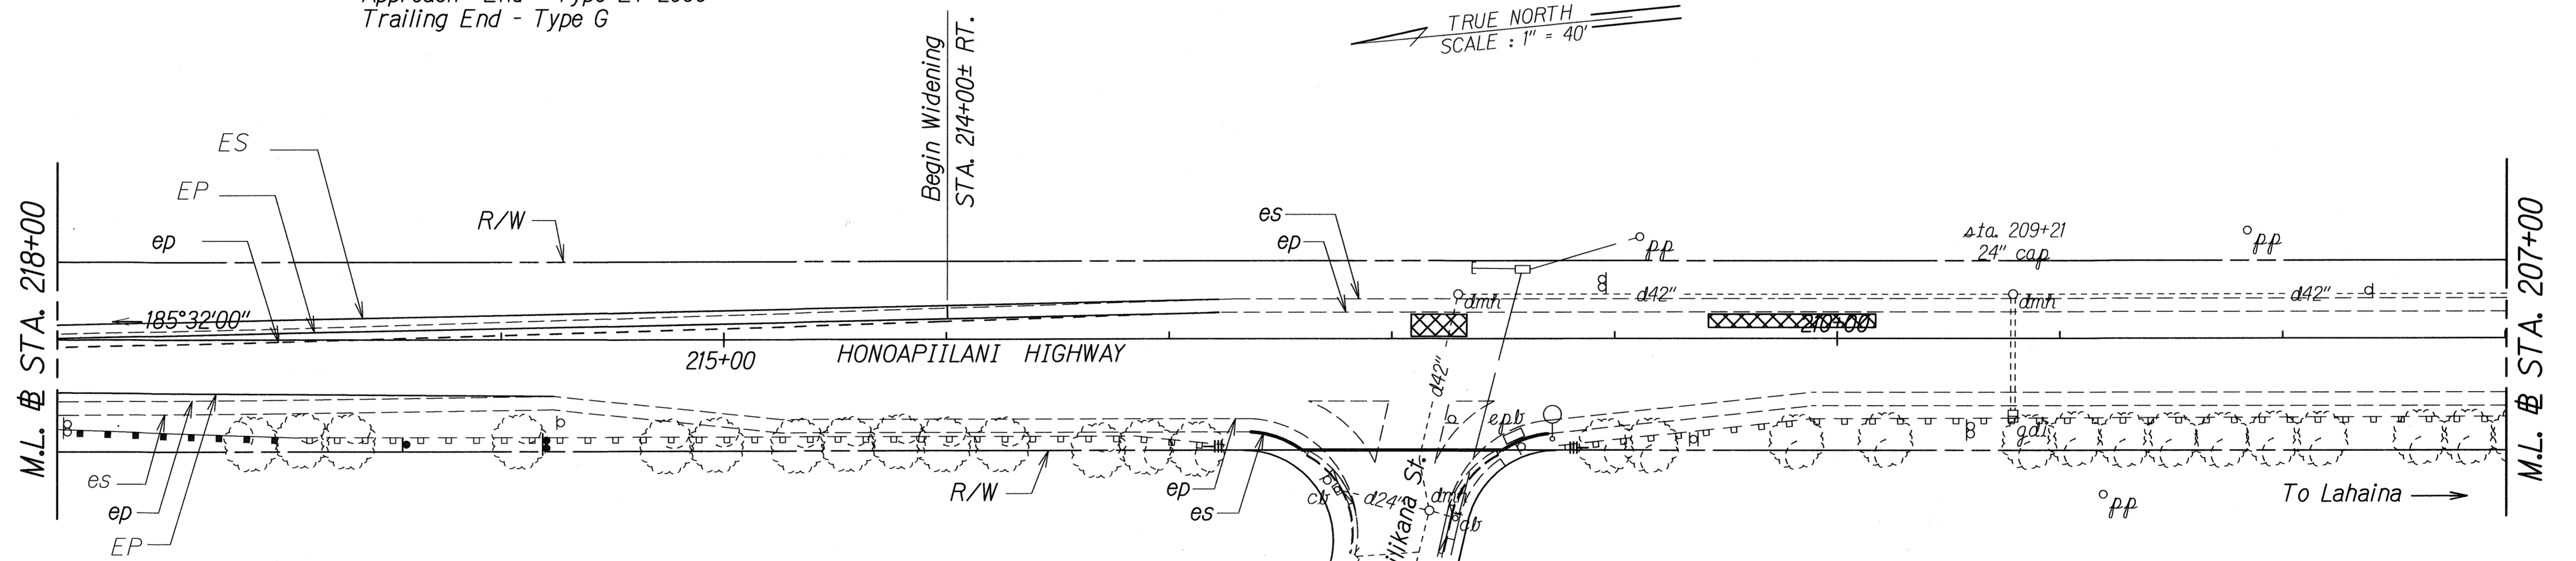 Trailing End - Type G
TRUE NORTH
SCALE : 1" = 40'
Begin Widening
STA. 214+00± RT.
ES
EP
ep
R/W
es
ep
pp
sta. 209+21
24" cap
pp
M.L. B STA. 218+00
M.L. B STA. 207+00
185°32'00"
dmh
d42"
dmh
d42"
210+00
215+00
HONOAPIILANI HIGHWAY
d42"
epb
gdi
es
ep
EP
R/W
ep
es
cb
d24"
dmh
cb
ilikana St.
pp
To Lahaina